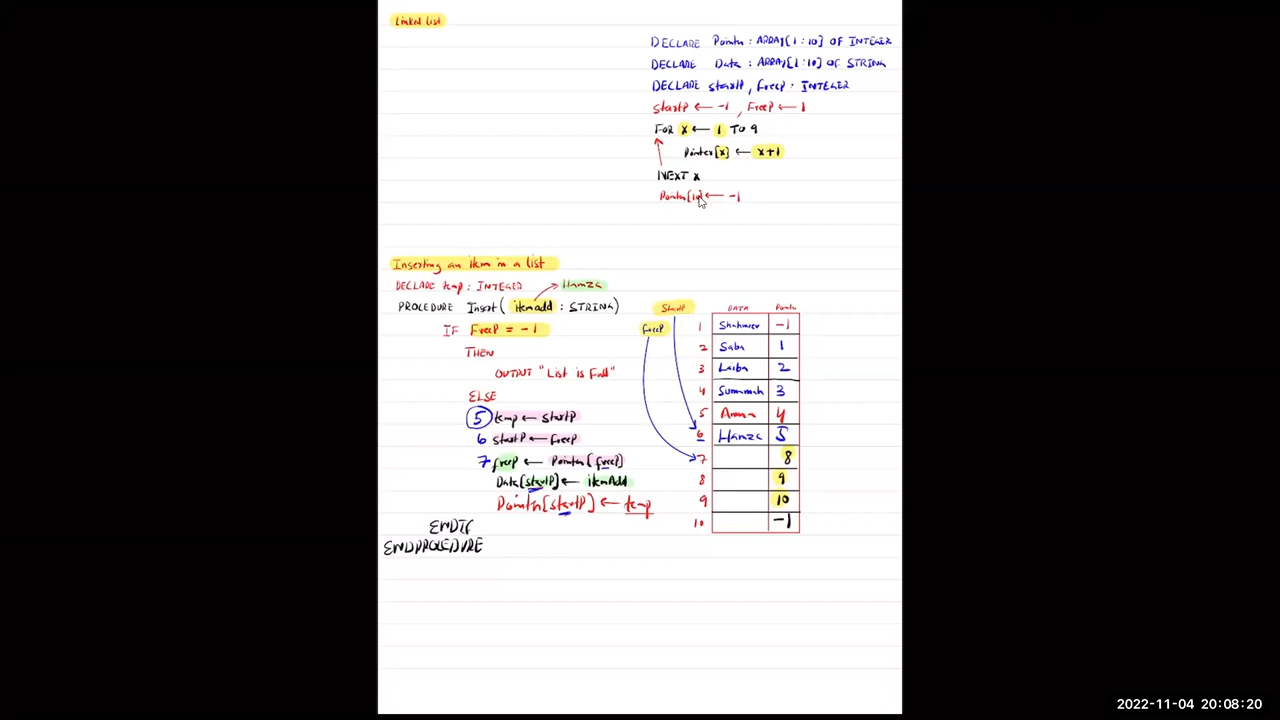 Linked List
DECLARE Pointer : ARRAY[1:10] OF INTEGER
DECLARE Data : ARRAY[1:10] OF STRING
DECLARE startP, FreeP : INTEGER
startP ← -1, FreeP ← 1
FOR x ← 1 TO 9
Pointer[x] ← x+1
NEXT x
Pointer[10] ← -1
Inserting an item in a list
DECLARE temp : INTEGER
Hamza
PROCEDURE Insert(itemadd : STRING)
IF FreeP = -1
THEN
OUTPUT "List is Full"
ELSE
5 temp ← startP
6 startP ← FreeP
7 freeP ← Pointer[freeP]
Data[startP] ← itemAdd
Pointer[startP] ← temp
ENDIF
ENDPROCEDURE
StartP
freeP
DATA Pointer
1 Shahmeer -1
2 Saba 1
3 Laiba 2
4 Summah 3
5 4
6 Hamza 5
7 8
8 9
9 10
10 -1
2022-11-04 20:08:20